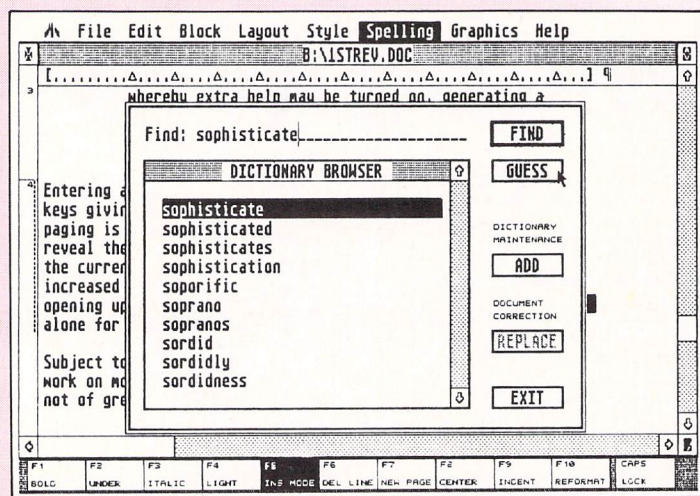 File Edit Block Layout Style Spelling Graphics Help
B:\1STREV.DOC
[.........Δ....Δ....Δ....Δ....Δ....Δ....Δ....Δ....Δ....Δ....Δ...] ¶
3
whereby extra help may be turned on, generating a
Find: sophisticate
FIND
DICTIONARY BROWSER
GUESS
4
Entering a
keys givin
paging is
reveal the
the curren
increased
opening up
alone for
Subject to
work on mo
not of gre
sophisticate
sophisticated
sophisticates
sophistication
soporific
soprano
sopranos
sordid
sordidly
sordidness
DICTIONARY
MAINTENANCE
ADD
DOCUMENT
CORRECTION
REPLACE
EXIT
F1 F2 F3 F4 F5 F6 F7 F8 F9 F10 CAPS
BOLD UNDER ITALIC LIGHT INS MODE DEL LINE NEW PAGE CENTER INDENT REFORMAT LOCK